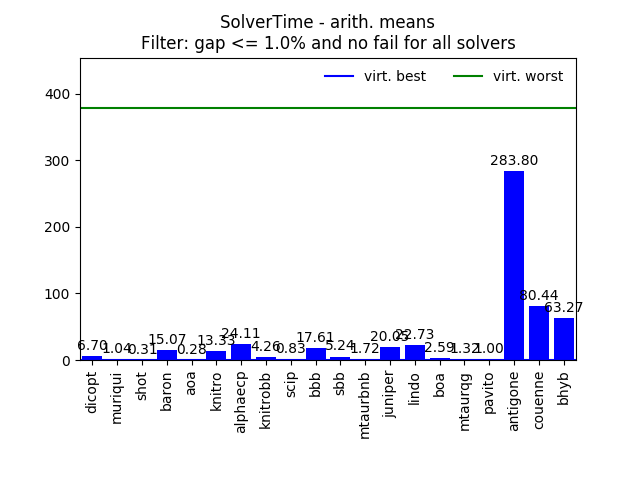 SolverTime - arith. means
Filter: gap <= 1.0% and no fail for all solvers
virt. best
virt. worst
400
300
200
100
0
6.70
1.04
0.31
15.07
0.28
13.33
24.11
4.26
0.83
17.61
5.24
1.72
22.73
2.59
1.32
1.00
283.80
80.44
63.27
dicopt
muriqui
shot
baron
aoa
knitro
alphaecp
knitrobb
scip
bbb
sbb
mtaurbnb
juniper
lindo
boa
mtaurqg
pavito
antigone
couenne
bhyb